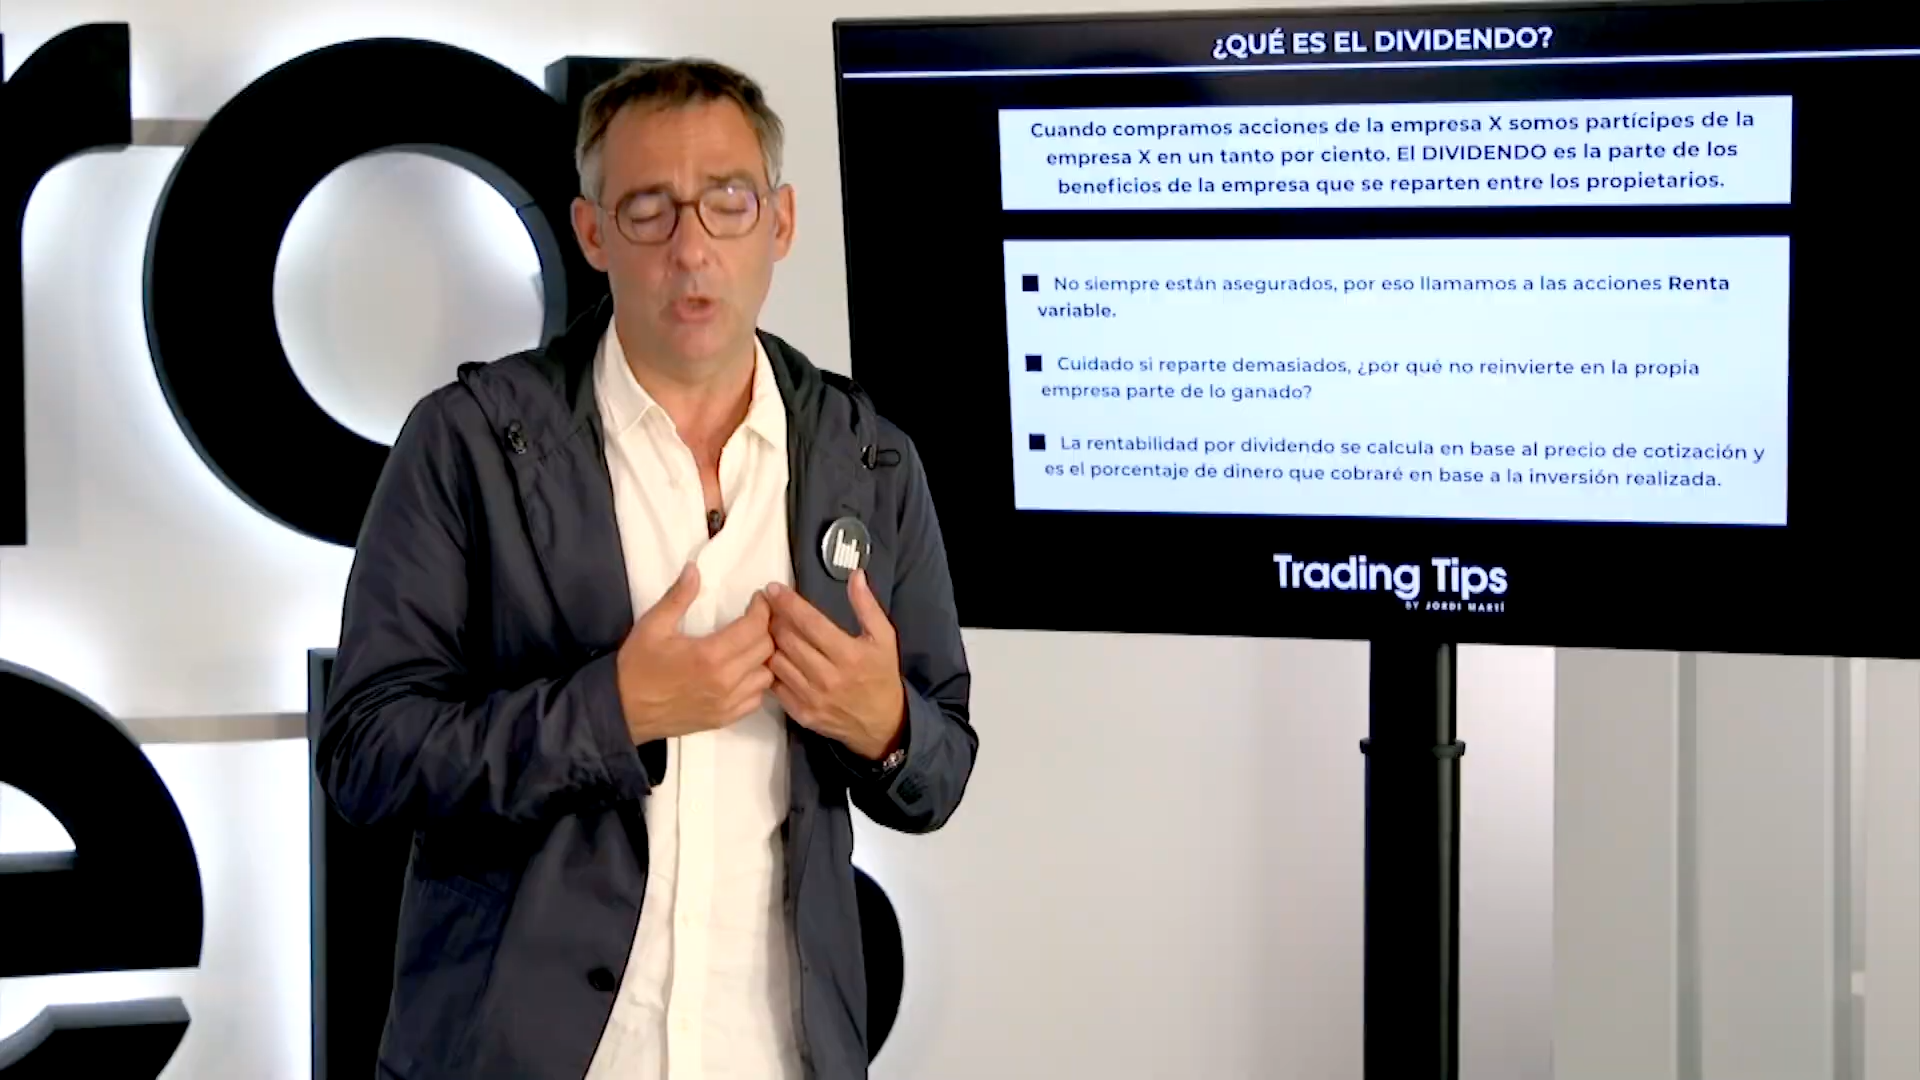 ra
¿QUÉ ES EL DIVIDENDO?
Cuando compramos acciones de la empresa X somos partícipes de la
empresa X en un tanto por ciento. El DIVIDENDO es la parte de los
beneficios de la empresa que se reparten entre los propietarios.
No siempre están asegurados, por eso llamamos a las acciones Renta
variable.
Cuidado si reparte demasiados, ¿por qué no reinvierte en la propia
empresa parte de lo ganado?
La rentabilidad por dividendo se calcula en base al precio de cotización y
es el porcentaje de dinero que cobraré en base a la inversión realizada.
Trading Tips
BY JORDI MARTÍ